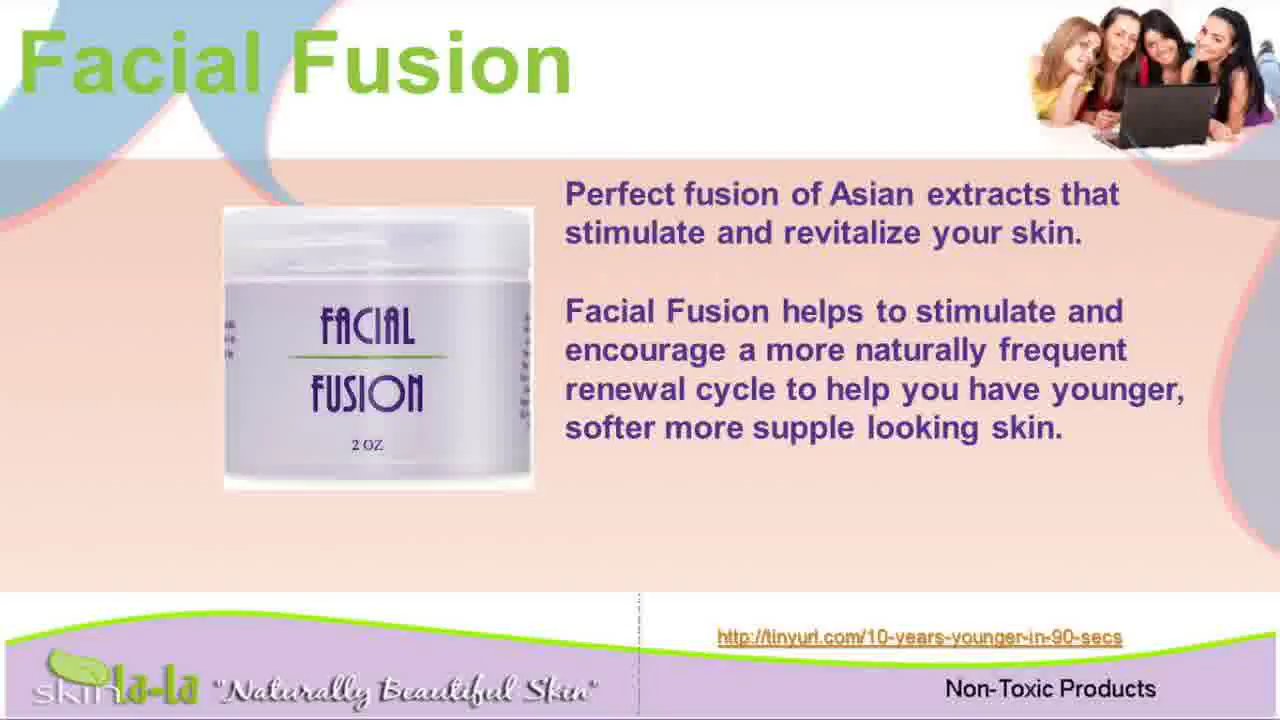 Facial Fusion
Perfect fusion of Asian extracts that
stimulate and revitalize your skin.
Facial Fusion helps to stimulate and
encourage a more naturally frequent
renewal cycle to help you have younger,
softer more supple looking skin.
FACIAL
FUSION
2 OZ
http://tinyurl.com/10-years-younger-in-90-secs
skin la-la "Naturally Beautiful Skin"
Non-Toxic Products